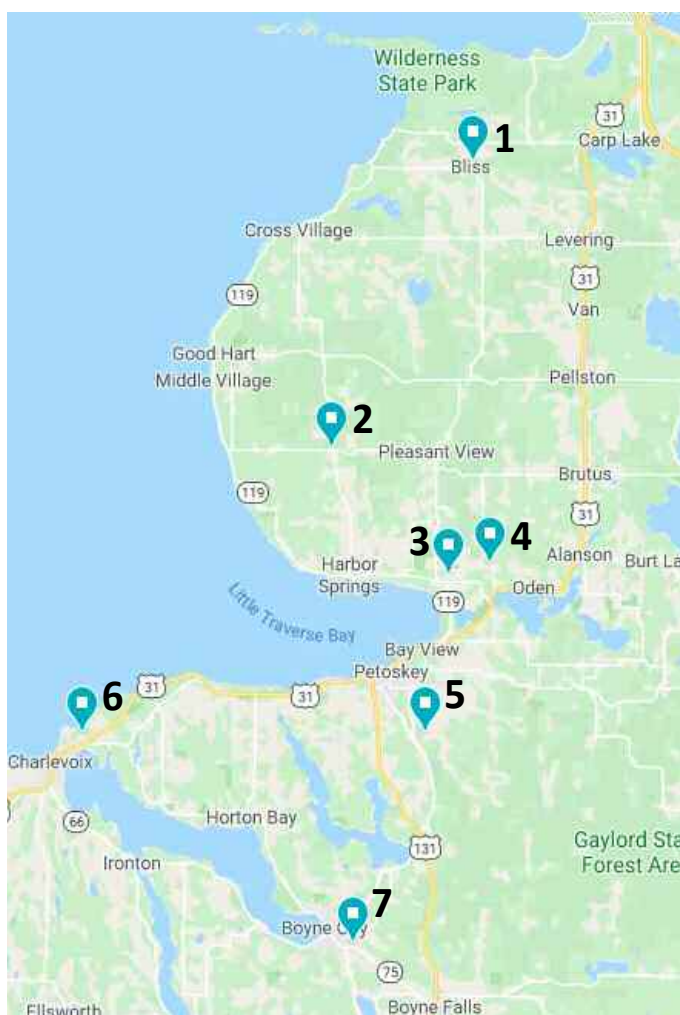 Wilderness
State Park
31
Carp Lake
1
Bliss
Cross Village
Levering
31
119
Van
Good Hart
Middle Village
Pellston
2
Pleasant View
Brutus
119
31
3
4
Alanson
Burt La
Harbor
Springs
Oden
119
Little Traverse Bay
Bay View
Petoskey
31
31
6
5
Charlevoix
66
Horton Bay
131
Gaylord Sta
Forest Are
Ironton
7
Boyne City
75
Ellsworth
Boyne Falls